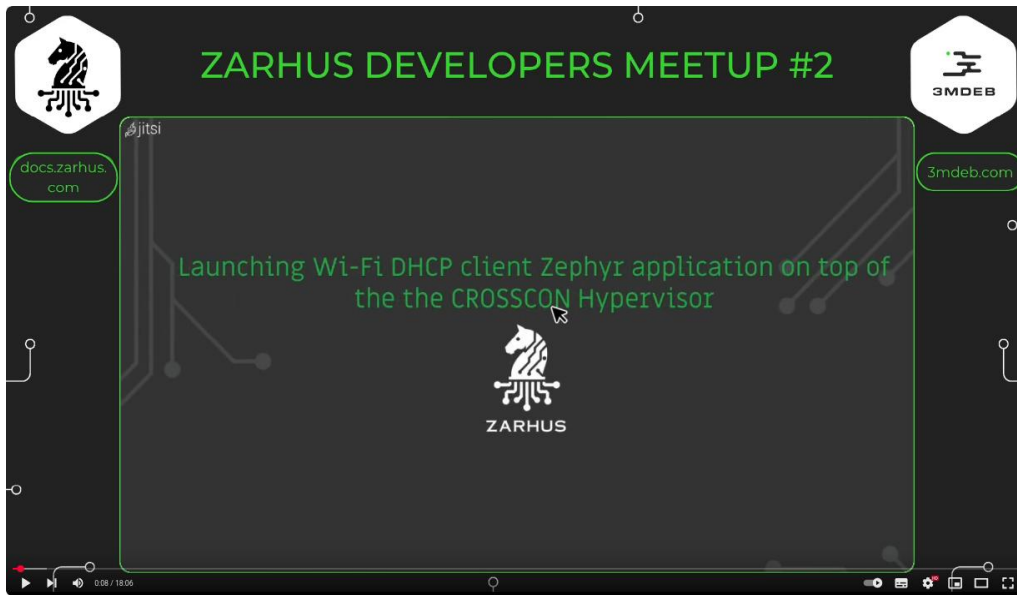 ZARHUS DEVELOPERS MEETUP #2
3MDEB
jitsi
docs.zarhus.
com
3mdeb.com
Launching Wi-Fi DHCP client Zephyr application on top of
the the CROSSCON Hypervisor
ZARHUS
0:08 / 18:06
HD